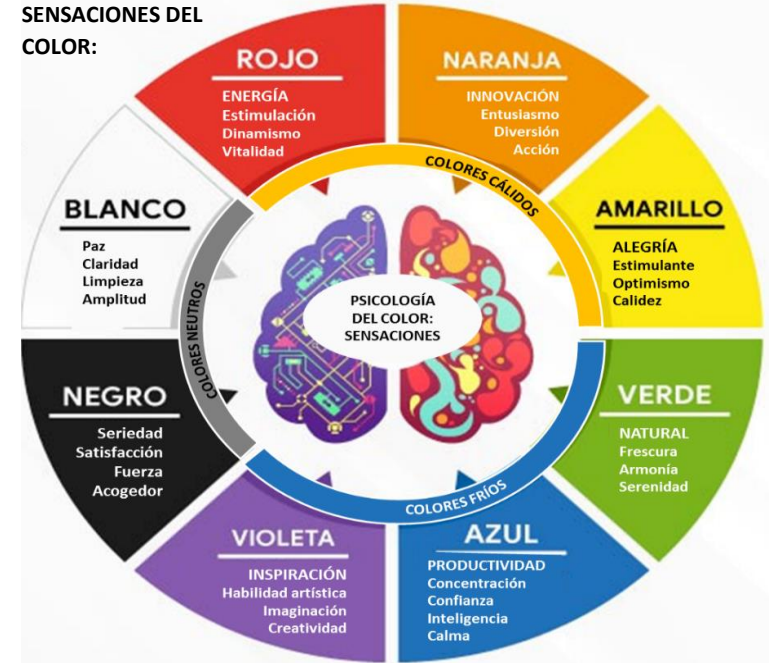 SENSACIONES DEL
COLOR:
ROJO
ENERGÍA
Estimulación
Dinamismo
Vitalidad
NARANJA
INNOVACIÓN
Entusiasmo
Diversión
Acción
COLORES CÁLIDOS
BLANCO
Paz
Claridad
Limpieza
Amplitud
AMARILLO
ALEGRÍA
Estimulante
Optimismo
Calidez
COLORES NEUTROS
PSICOLOGÍA
DEL COLOR:
SENSACIONES
NEGRO
Seriedad
Satisfacción
Fuerza
Acogedor
VERDE
NATURAL
Frescura
Armonía
Serenidad
COLORES FRÍOS
VIOLETA
INSPIRACIÓN
Habilidad artística
Imaginación
Creatividad
AZUL
PRODUCTIVIDAD
Concentración
Confianza
Inteligencia
Calma